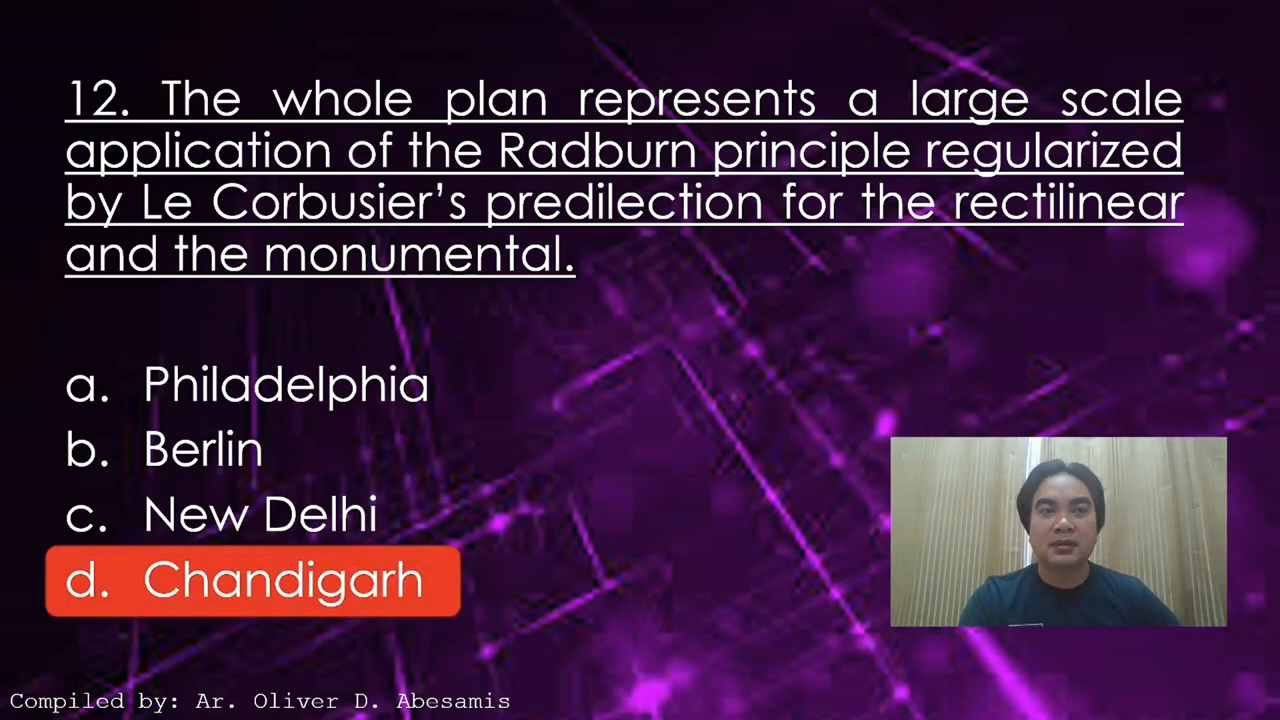 12. The whole plan represents a large scale
application of the Radburn principle regularized
by Le Corbusier’s predilection for the rectilinear
and the monumental.
a. Philadelphia
b. Berlin
c. New Delhi
d. Chandigarh
Compiled by: Ar. Oliver D. Abesamis